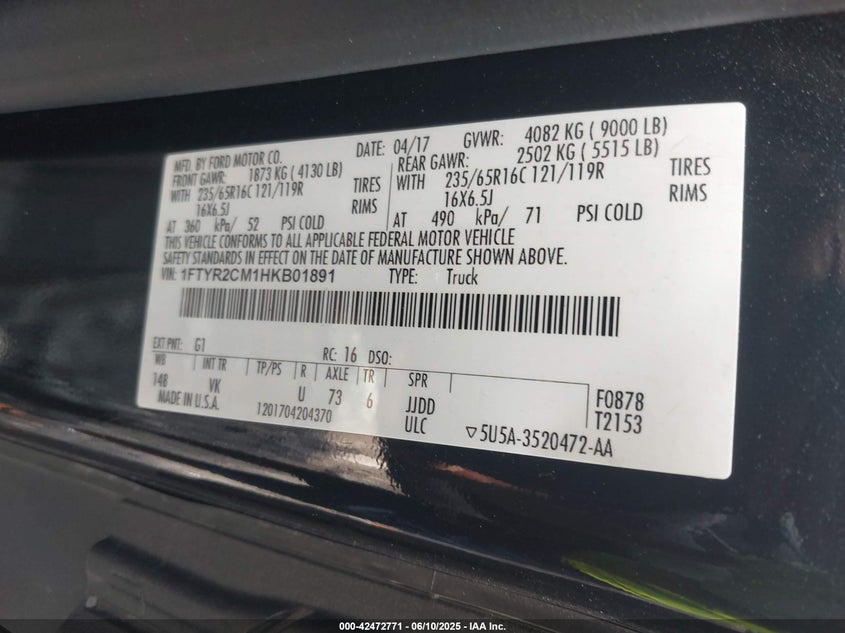 MFD. BY FORD MOTOR CO. DATE: 04/17 GVWR: 4082 KG ( 9000 LB)
FRONT GAWR: 1873 KG ( 4130 LB) REAR GAWR: 2502 KG ( 5515 LB)
WITH 235/65R16C 121/119R TIRES WITH 235/65R16C 121/119R TIRES
16X6.5J RIMS 16X6.5J RIMS
AT 360 kPa/ 52 PSI COLD AT 490 kPa/ 71 PSI COLD
THIS VEHICLE CONFORMS TO ALL APPLICABLE FEDERAL MOTOR VEHICLE
SAFETY STANDARDS IN EFFECT ON THE DATE OF MANUFACTURE SHOWN ABOVE.
VIN: 1FTYR2CM1HKB01891 TYPE: Truck
EXT PNT: G1 RC: 16 DSO:
WB INT TR TP/PS R AXLE TR SPR F0878
148 VK U 73 6 JJDD T2153
MADE IN U.S.A. 1201704204370 ULC ▽5U5A-3520472-AA
000-42472771 - 06/10/2025 - IAA Inc.